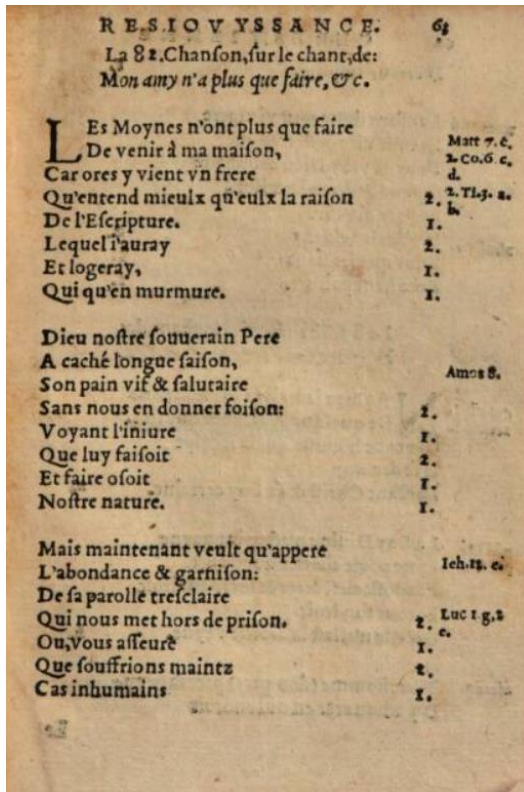 RESIOVYSSANCE. 63
La 82. Chanson, sur le chant, de:
Mon amy n'a plus que faire, &c.
LEs Moynes n'ont plus que faire
De venir à ma maison,
Matt 7. c.
Car ores y vient vn frere
2. Co. 6 c.
d.
Qu'entend mieulx qu'eulx la raison 2.
2. Ti. 3. a.
b.
De l'Escripture. 1.
Lequel i'auray 2.
Et logeray, 1.
Qui qu'en murmure. 1.
Dieu nostre souuerain Pere
A caché longue saison,
Son pain vif & salutaire
Amos 8.
Sans nous en donner foison: 2.
Voyant l'iniure 1.
Que luy faisoit 2.
Et faire osoit 1.
Nostre nature. 1.
Mais maintenant veult qu'appere
L'abondance & garnison:
Ieh. 12. e.
De sa parolle tresclaire
Qui nous met hors de prison. 2.
Luc 1 g, 2
e.
Ou, vous asseure 1.
Que souffrions maintz 2.
Cas inhumains 1.